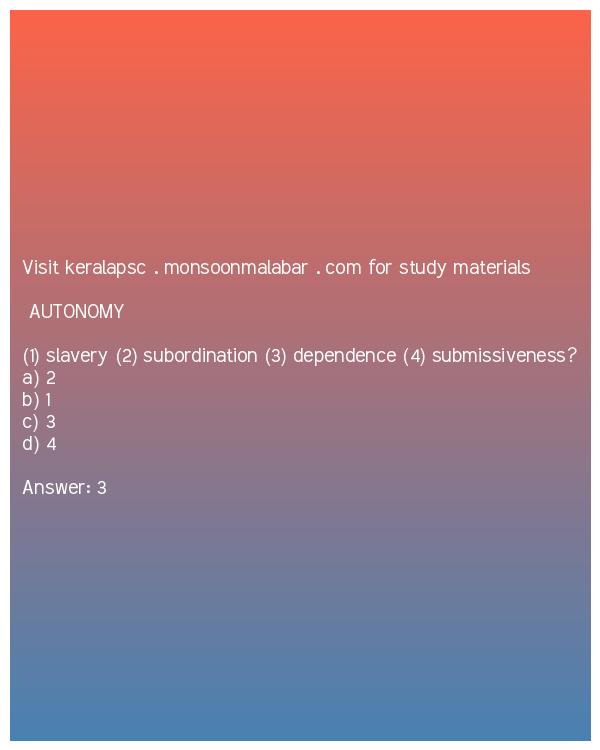 Visit keralapsc . monsoonmalabar . com for study materials
AUTONOMY
(1) slavery (2) subordination (3) dependence (4) submissiveness?
a) 2
b) 1
c) 3
d) 4
Answer: 3